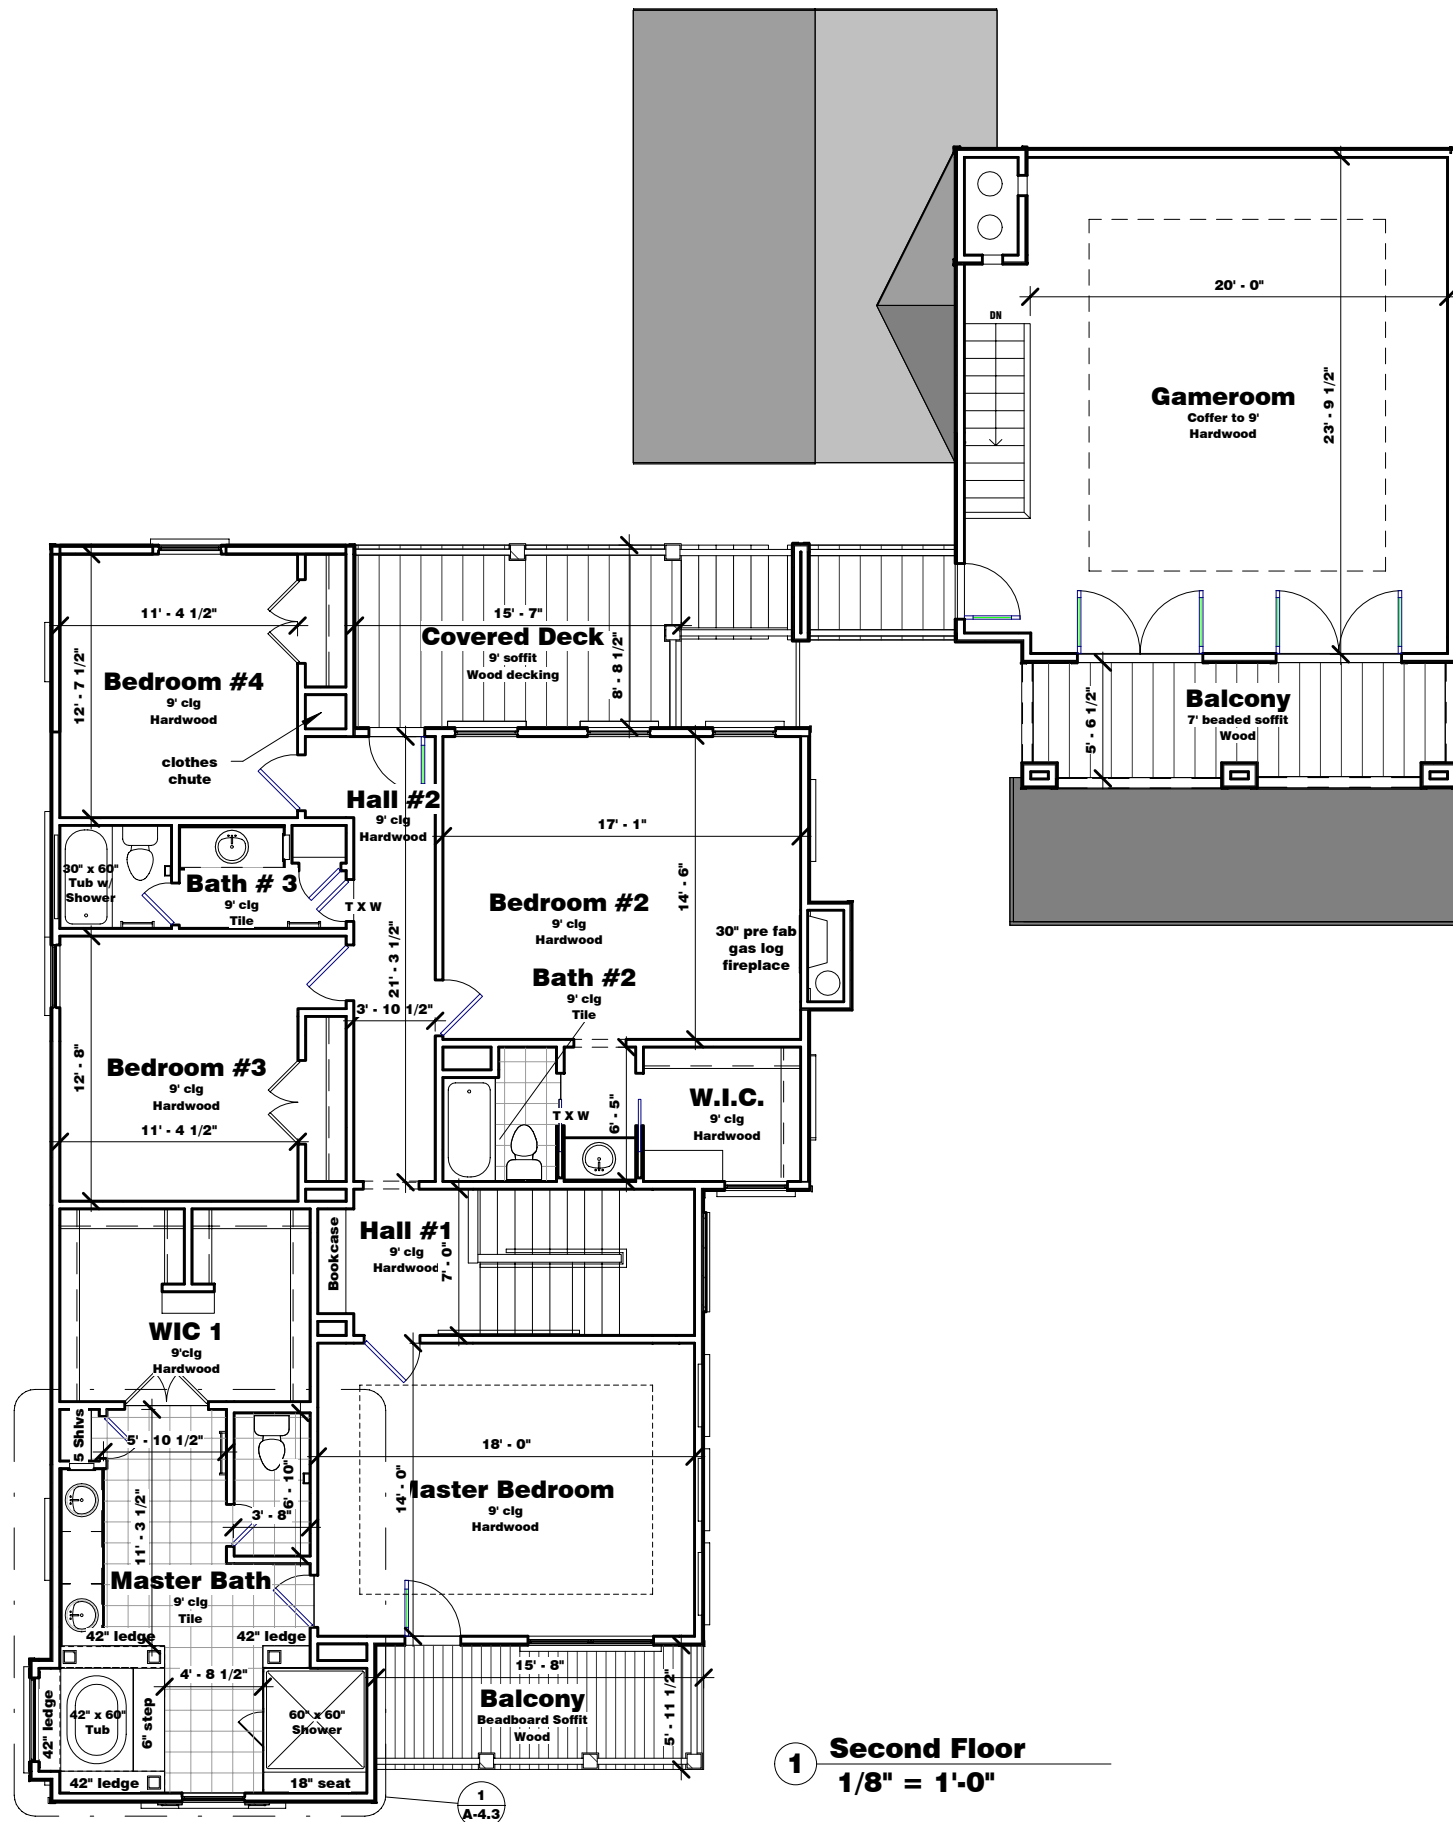 20' - 0"
DN
Gameroom
Coffer to 9'
Hardwood
23' - 9 1/2"
11' - 4 1/2"
15' - 7"
Covered Deck
9' soffit
Wood decking
8' - 8 1/2"
Bedroom #4
9' clg
Hardwood
12' - 7 1/2"
Balcony
7' beaded soffit
Wood
5' - 6 1/2"
clothes
chute
Hall #2
9' clg
Hardwood
17' - 1"
30" x 60"
Tub w/
Shower
Bath # 3
9' clg
Tile
T X W
Bedroom #2
9' clg
Hardwood
14' - 6"
30" pre fab
gas log
fireplace
21' - 3 1/2"
Bath #2
9' clg
Tile
3' - 10 1/2"
Bedroom #3
9' clg
Hardwood
12' - 8"
11' - 4 1/2"
W.I.C.
9' clg
Hardwood
T X W
6' - 5"
Hall #1
9' clg
Hardwood
7' - 0"
Bookcase
WIC 1
9'clg
Hardwood
5 Shlvs
5' - 10 1/2"
18' - 0"
6' - 10"
14' - 0"
Master Bedroom
9' clg
Hardwood
3' - 8"
11' - 3 1/2"
Master Bath
9' clg
Tile
42" ledge
42" ledge
4' - 8 1/2"
15' - 8"
42" ledge
42" x 60"
Tub
6" step
60" x 60"
Shower
Balcony
Beadboard Soffit
Wood
5' - 11 1/2"
42" ledge
18" seat
1
A-4.3
1
Second Floor
1/8" = 1'-0"